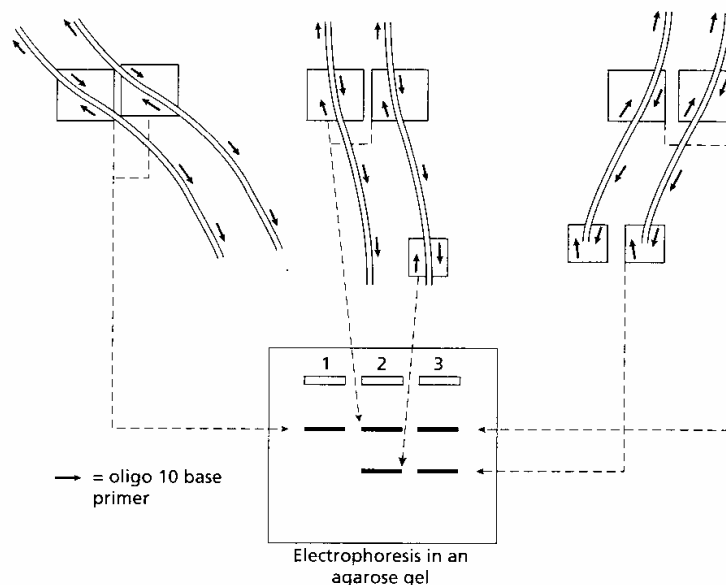 1 2 3
= oligo 10 base
primer
Electrophoresis in an
agarose gel